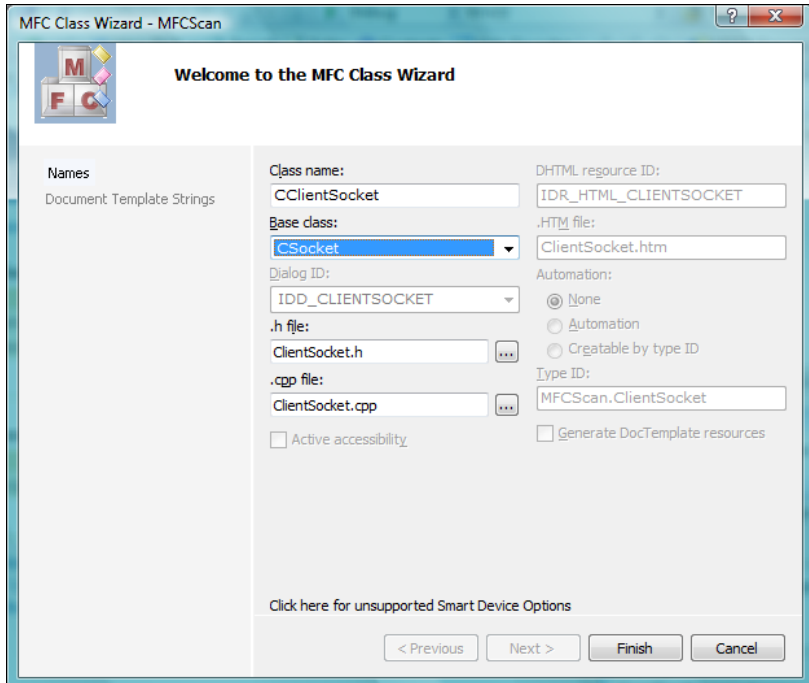 MFC Class Wizard - MFCScan
?
X
M
F C
Welcome to the MFC Class Wizard
Names
Document Template Strings
Class name:
CClientSocket
Base class:
CSocket
Dialog ID:
IDD_CLIENTSOCKET
.h file:
ClientSocket.h
...
.cpp file:
ClientSocket.cpp
...
Active accessibility
DHTML resource ID:
IDR_HTML_CLIENTSOCKET
.HTM file:
ClientSocket.htm
Automation:
None
Automation
Creatable by type ID
Type ID:
MFCScan.ClientSocket
Generate DocTemplate resources
Click here for unsupported Smart Device Options
< Previous
Next >
Finish
Cancel